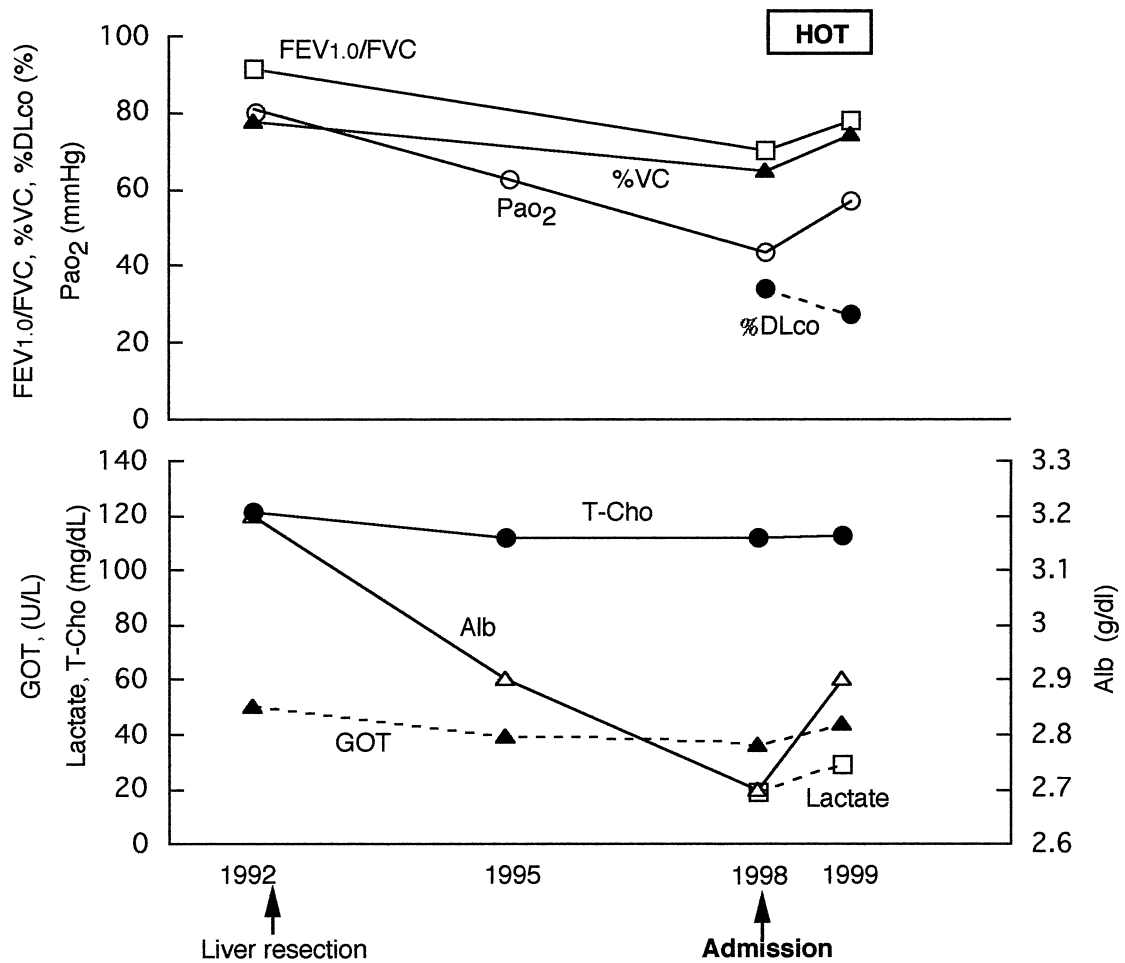 HOT
FEV1.0/FVC, %VC, %DLco (%)
Pao2 (mmHg)
100
80
60
40
20
0
FEV1.0/FVC
%VC
Pao2
%DLco
GOT, (U/L)
Lactate, T-Cho (mg/dL)
140
120
100
80
60
40
20
0
T-Cho
Alb
GOT
Lactate
3.3
3.2
3.1
3
2.9
2.8
2.7
2.6
Alb (g/dl)
1992 1995 1998 1999
Liver resection Admission